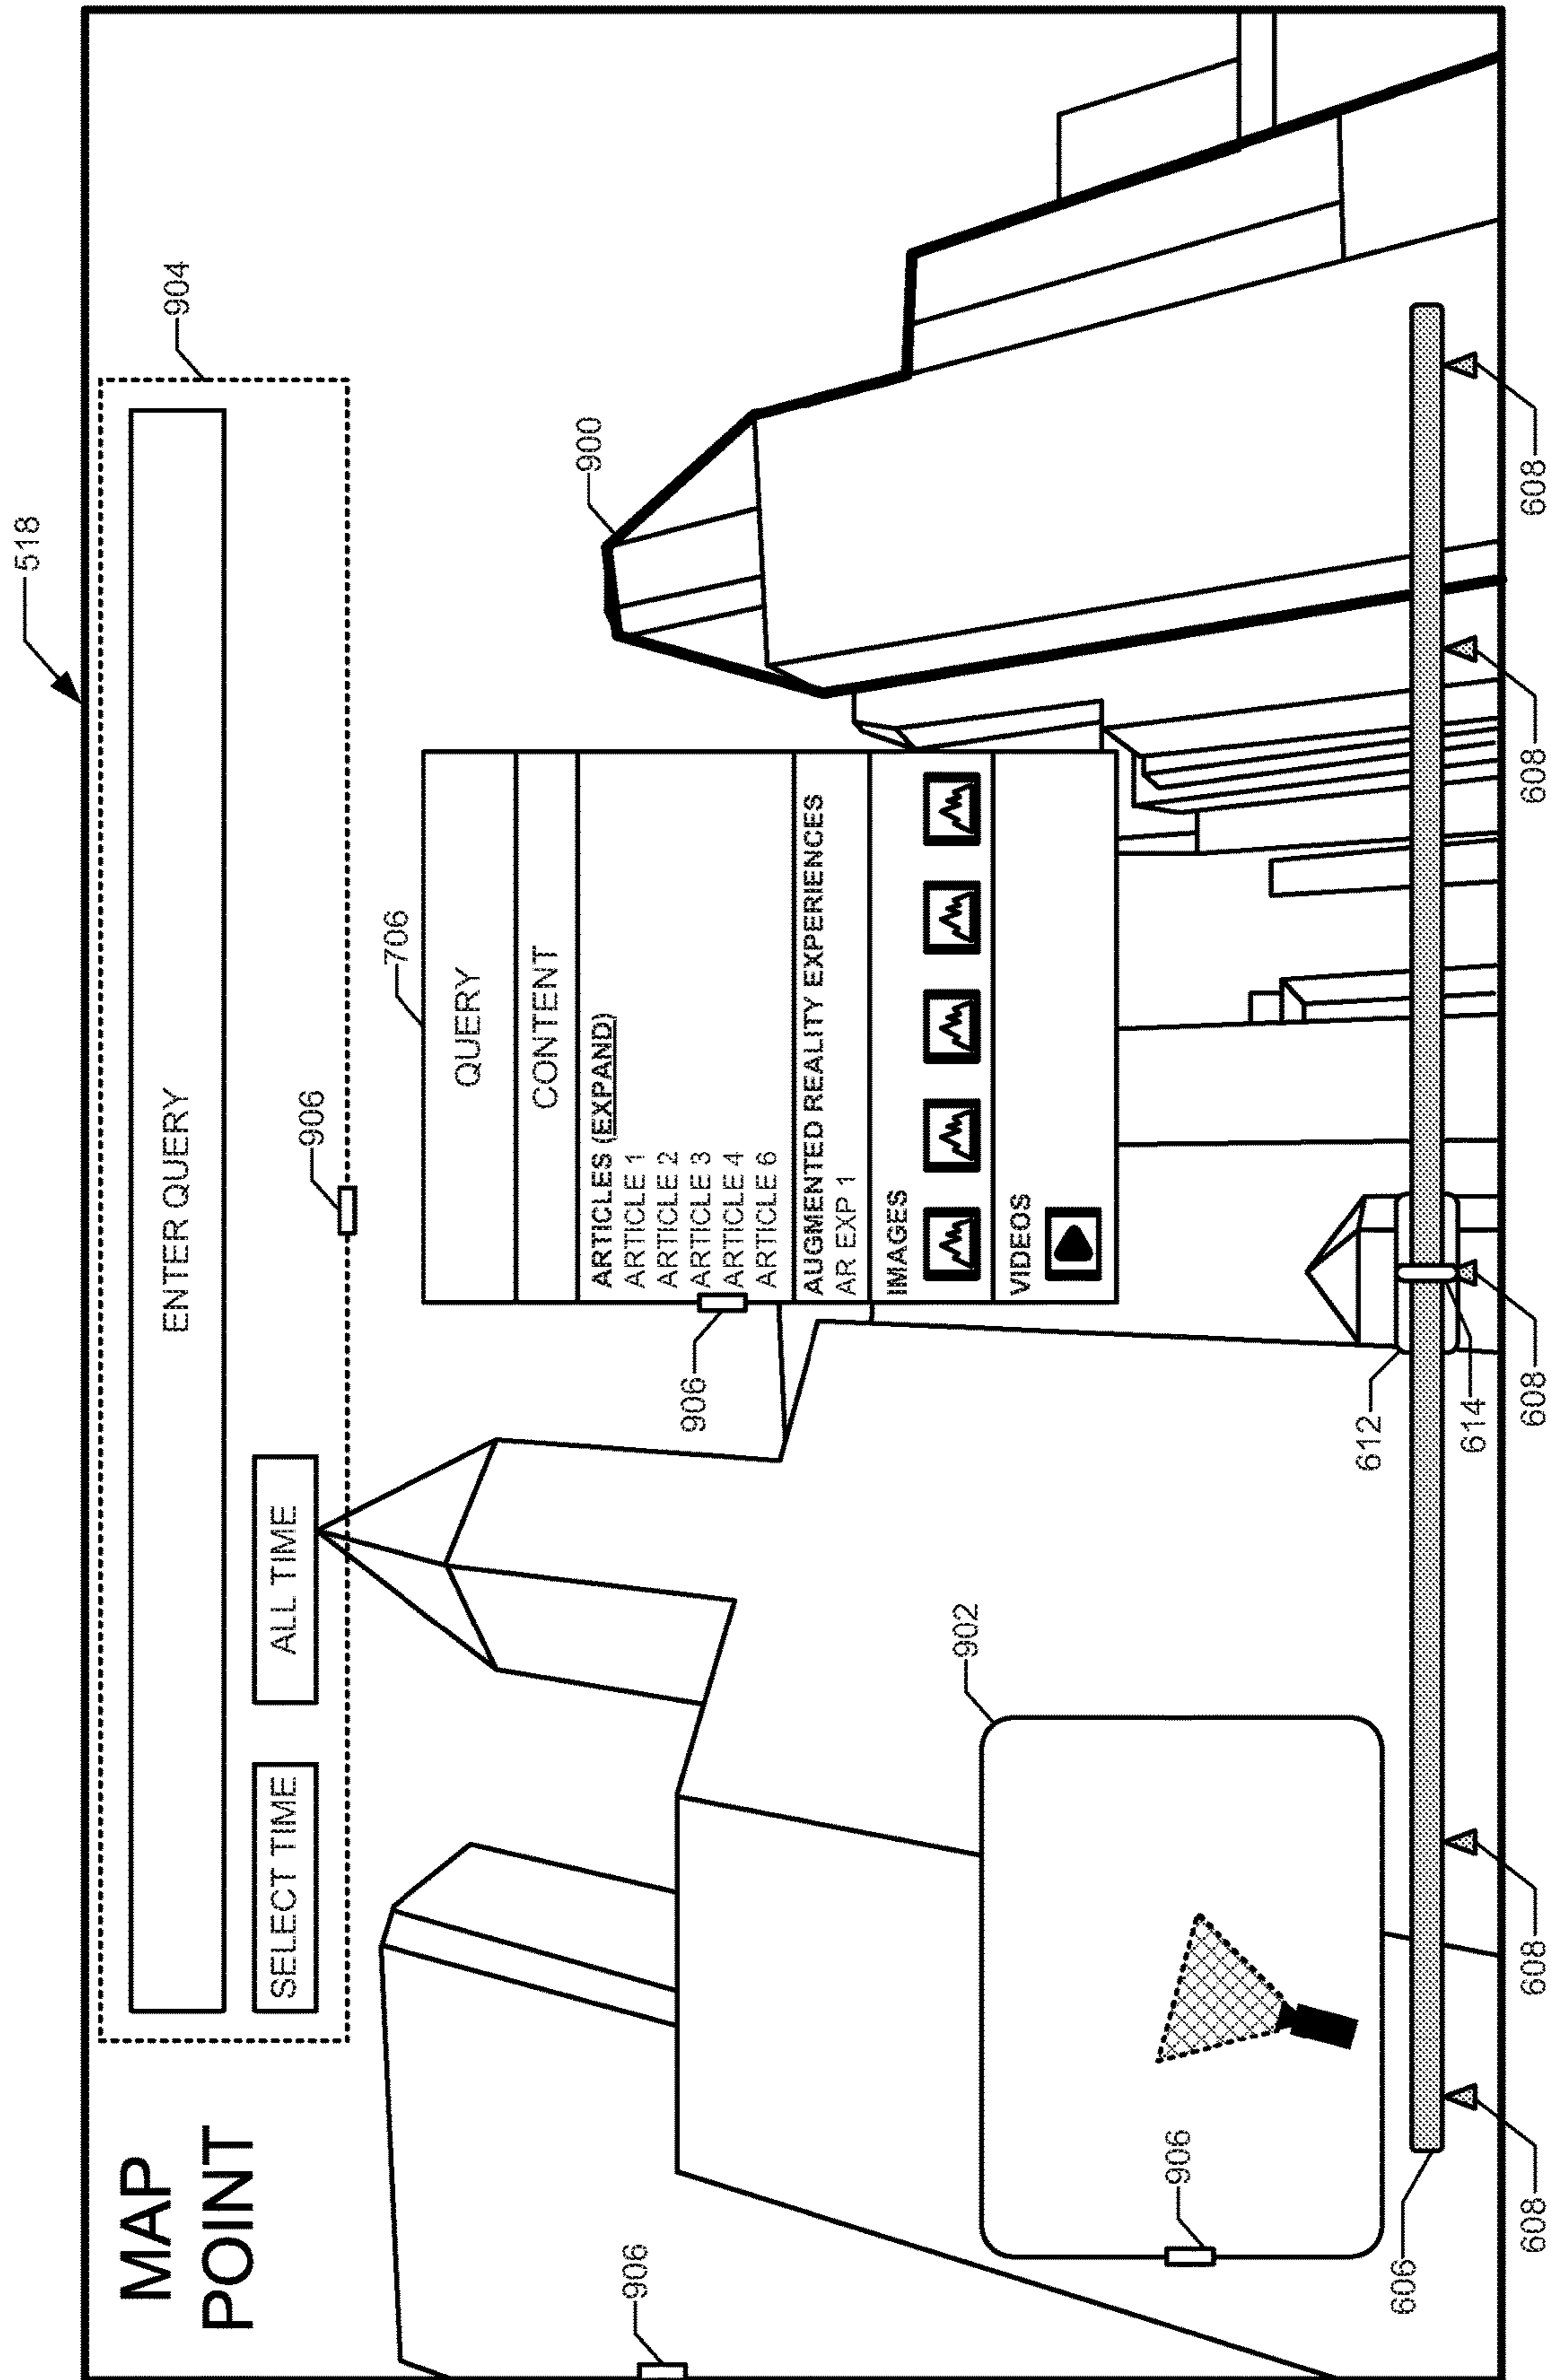 518
904
MAP
POINT
ENTER QUERY
SELECT TIME
ALL TIME
906
706
900
QUERY
CONTENT
ARTICLES (EXPAND)
ARTICLE 1
ARTICLE 2
ARTICLE 3
ARTICLE 4
ARTICLE 6
906
906
AUGMENTED REALITY EXPERIENCES
AR EXP 1
IMAGES
VIDEOS
902
906
606
612
614
608
608
608
608
608